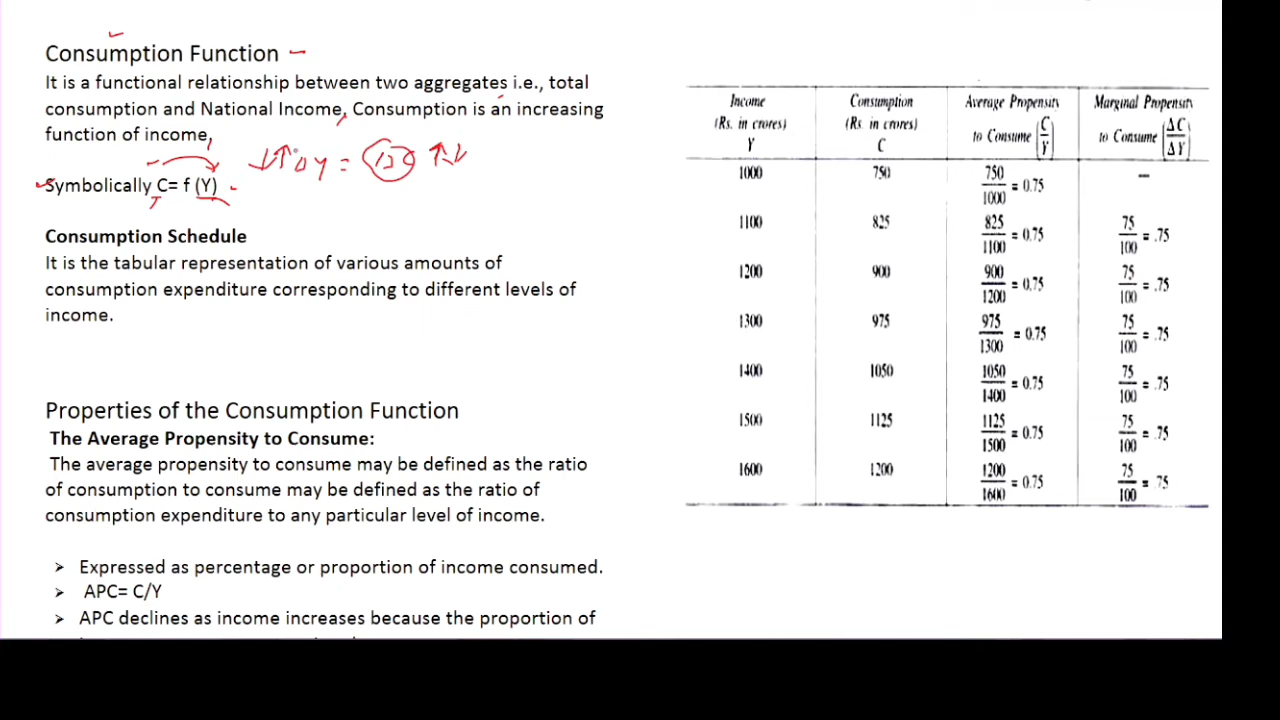 Consumption Function
It is a functional relationship between two aggregates i.e., total
consumption and National Income, Consumption is an increasing
function of income,
Symbolically C= f (Y)
Consumption Schedule
It is the tabular representation of various amounts of
consumption expenditure corresponding to different levels of
income.
Properties of the Consumption Function
The Average Propensity to Consume:
The average propensity to consume may be defined as the ratio
of consumption to consume may be defined as the ratio of
consumption expenditure to any particular level of income.
➢ Expressed as percentage or proportion of income consumed.
➢ APC= C/Y
➢ APC declines as income increases because the proportion of
Income Consumption Average Propensity Marginal Propensity
(Rs. in crores) (Rs. in crores) to Consume (C/Y) to Consume (ΔC/ΔY)
Y C
1000 750 750/1000 = 0.75 —
1100 825 825/1100 = 0.75 75/100 = .75
1200 900 900/1200 = 0.75 75/100 = .75
1300 975 975/1300 = 0.75 75/100 = .75
1400 1050 1050/1400 = 0.75 75/100 = .75
1500 1125 1125/1500 = 0.75 75/100 = .75
1600 1200 1200/1600 = 0.75 75/100 = .75